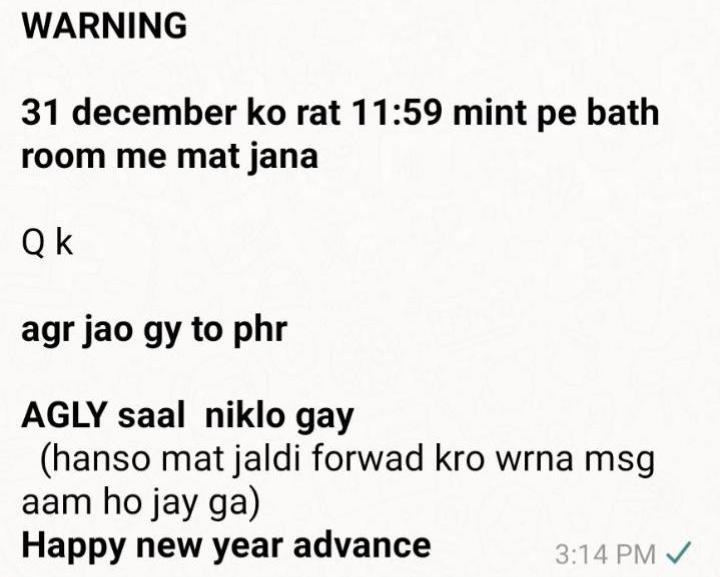 WARNING
31 december ko rat 11:59 mint pe bath
room me mat jana
Q k
agr jao gy to phr
AGLY saal  niklo gay
(hanso mat jaldi forwad kro wrna msg
aam ho jay ga)
Happy new year advance
3:14 PM ✓